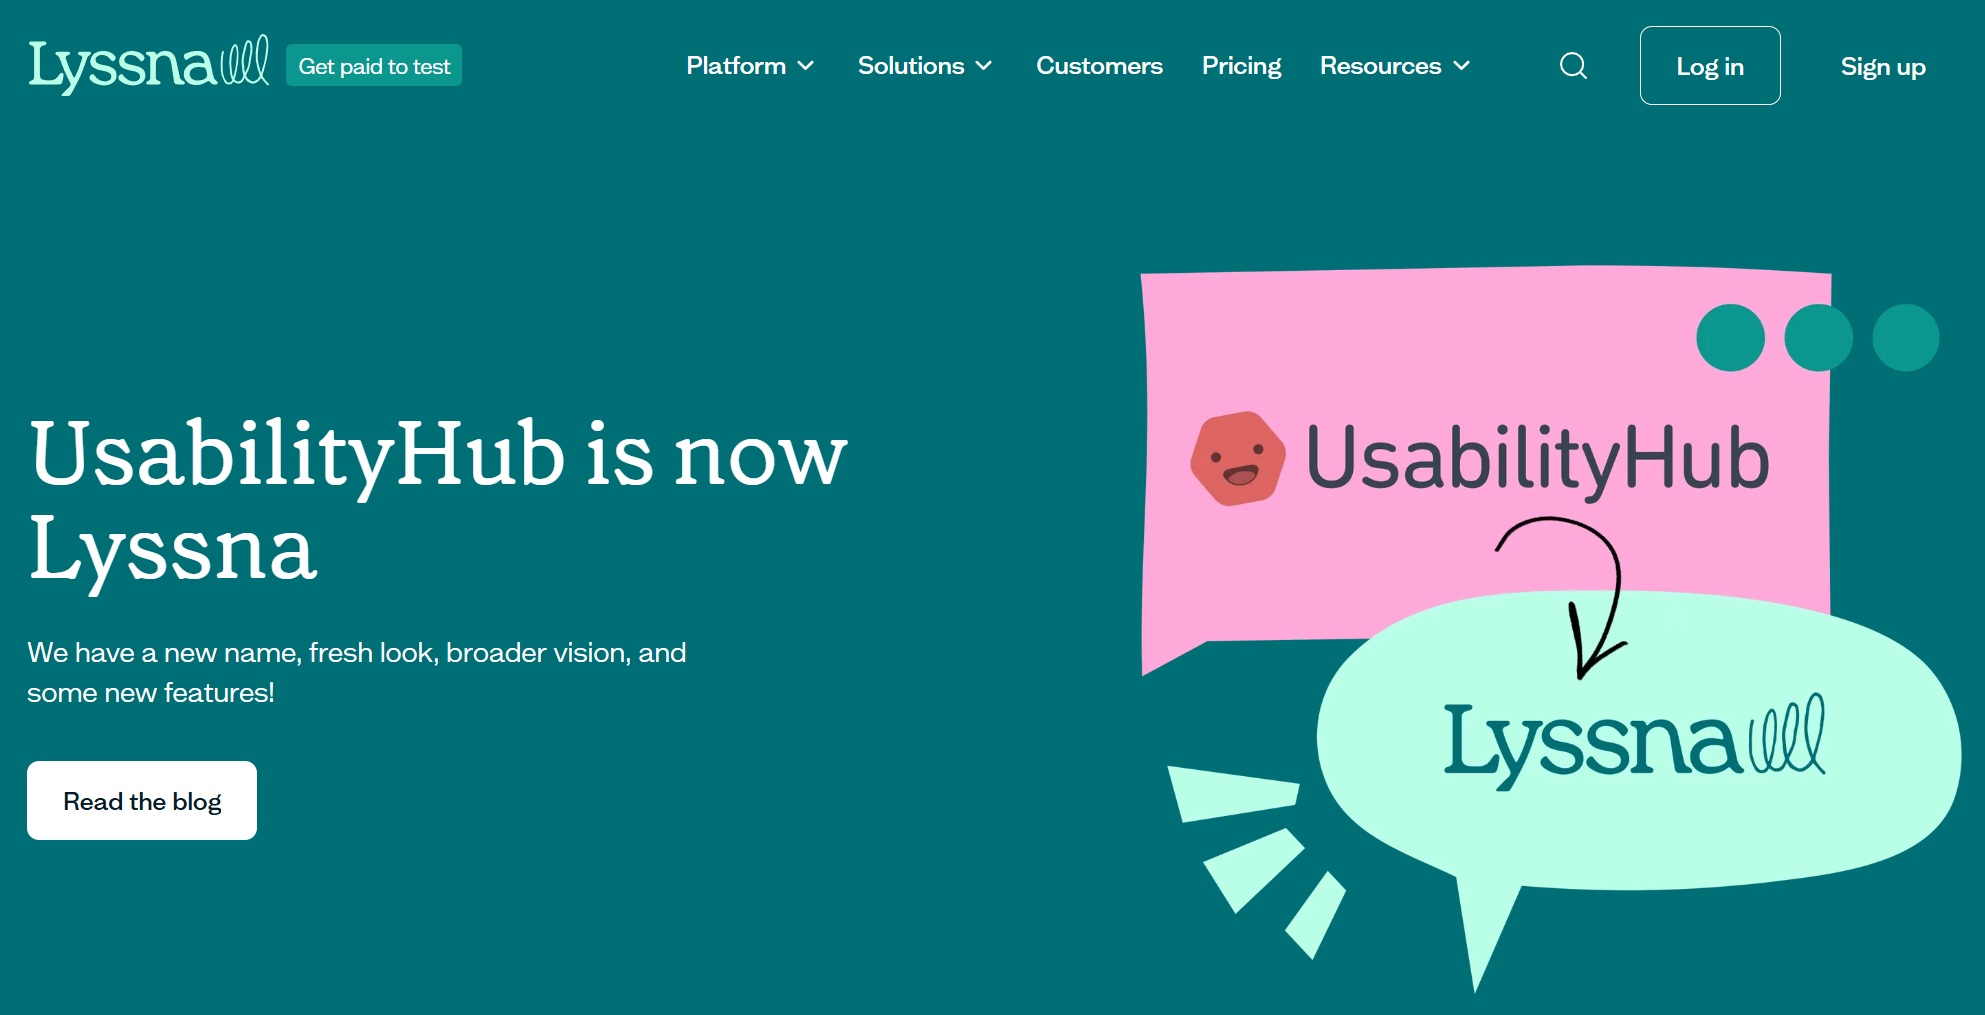 Lyssna
Get paid to test
Platform
Solutions
Customers
Pricing
Resources
Log in
Sign up
UsabilityHub is now
Lyssna
We have a new name, fresh look, broader vision, and
some new features!
Read the blog
UsabilityHub
Lyssna